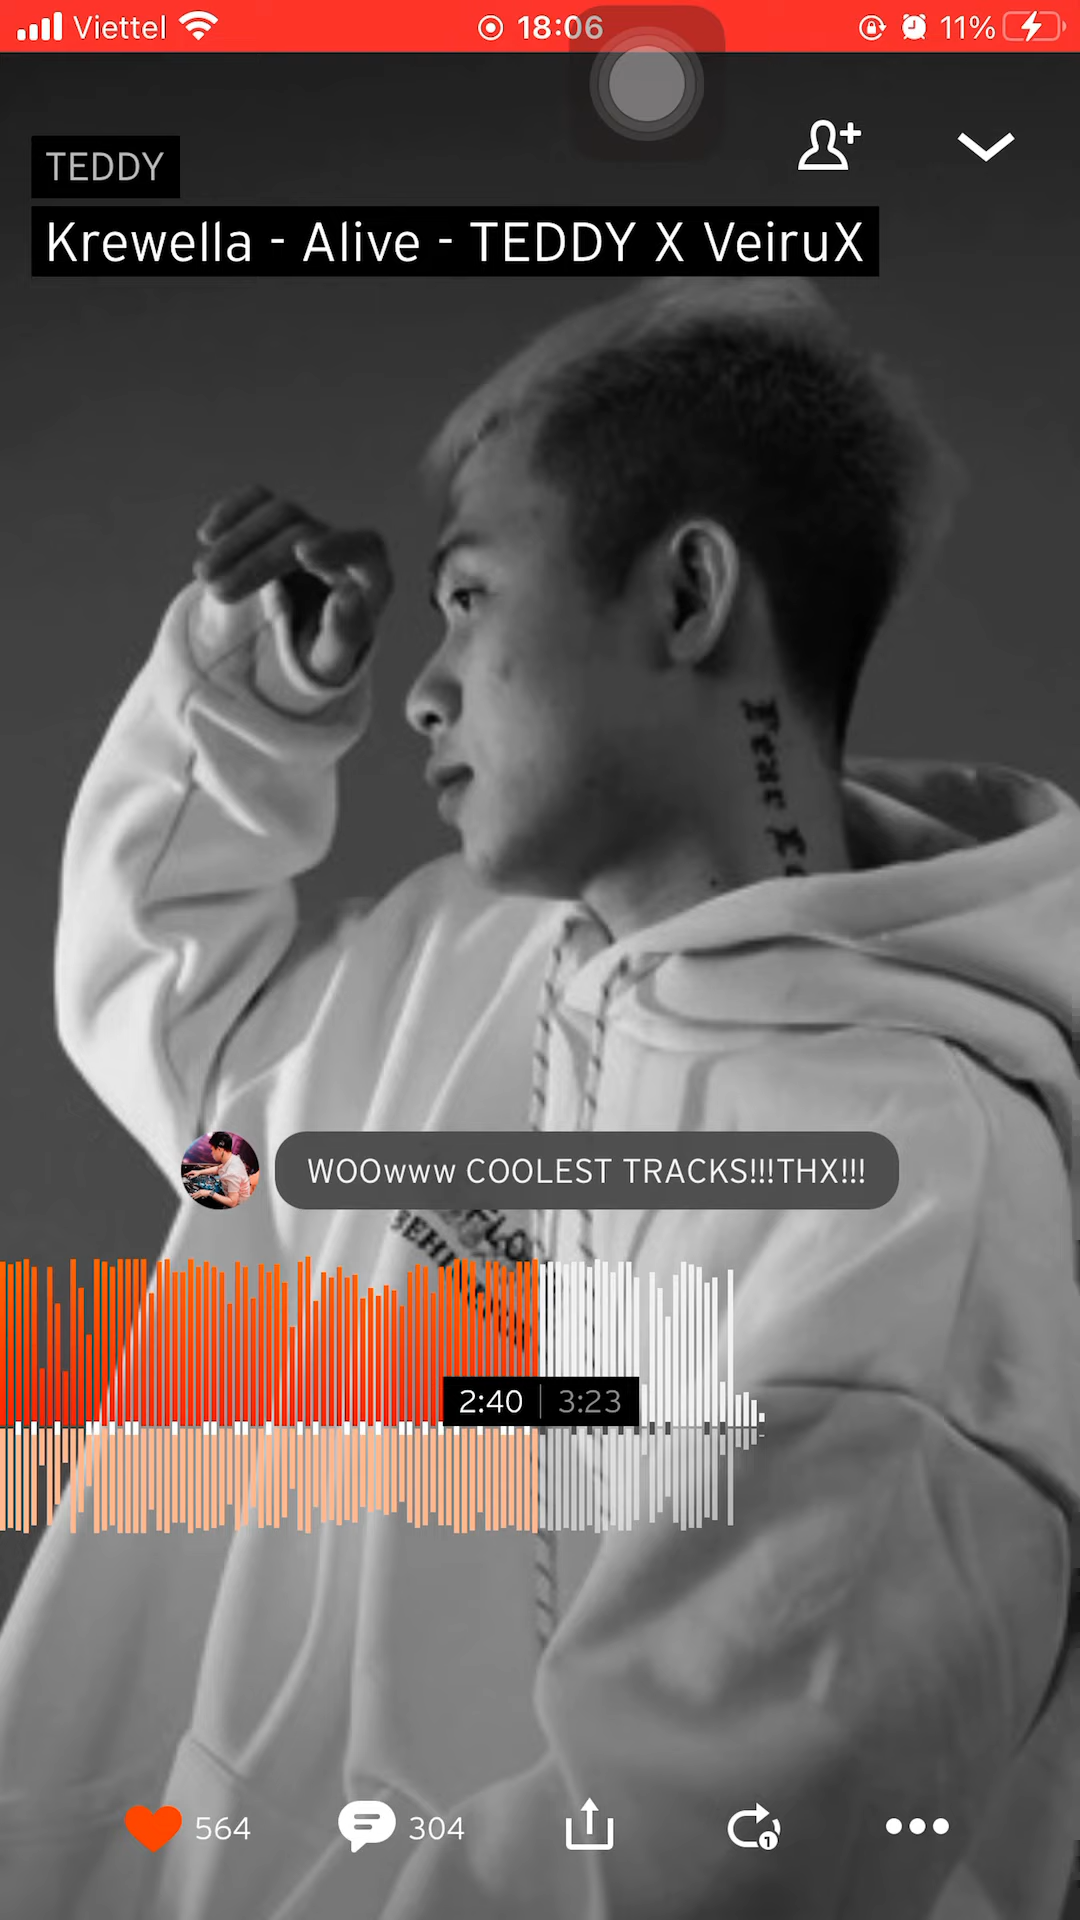 Viettel 18:06 11%
TEDDY
Krewella - Alive - TEDDY X VeiruX
Fear
WOOwww COOLEST TRACKS!!!THX!!!
2:40 3:23
564 304
1